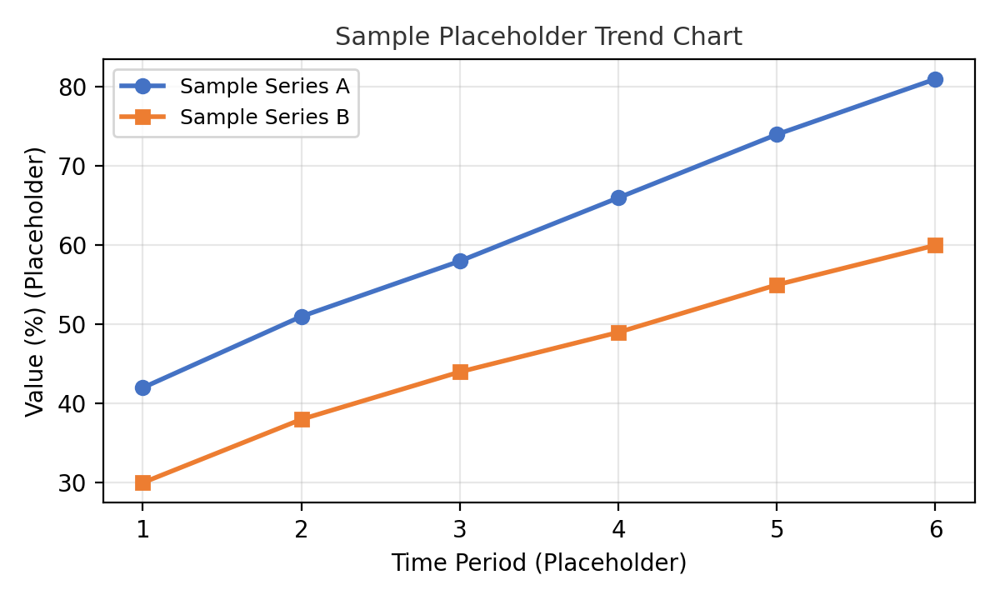 Sample Placeholder Trend Chart
Sample Series A
Sample Series B
Value (%) (Placeholder)
80
70
60
50
40
30
1 2 3 4 5 6
Time Period (Placeholder)